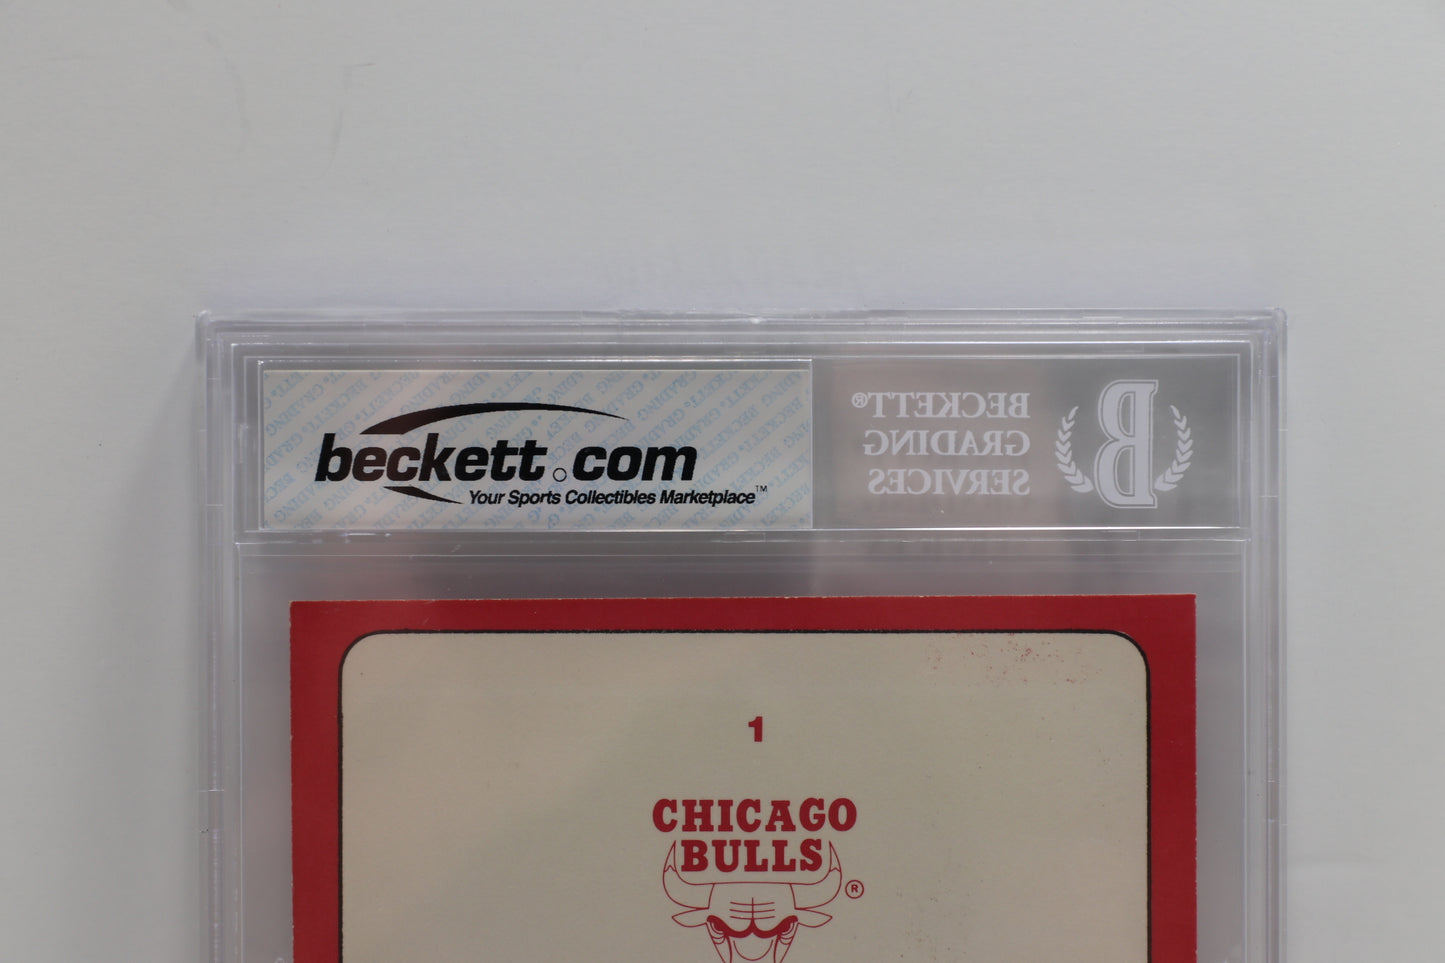 beckett.com
Your Sports Collectibles Marketplace™
BECKETT®
GRADING
SERVICES
B
1
CHICAGO
BULLS
®